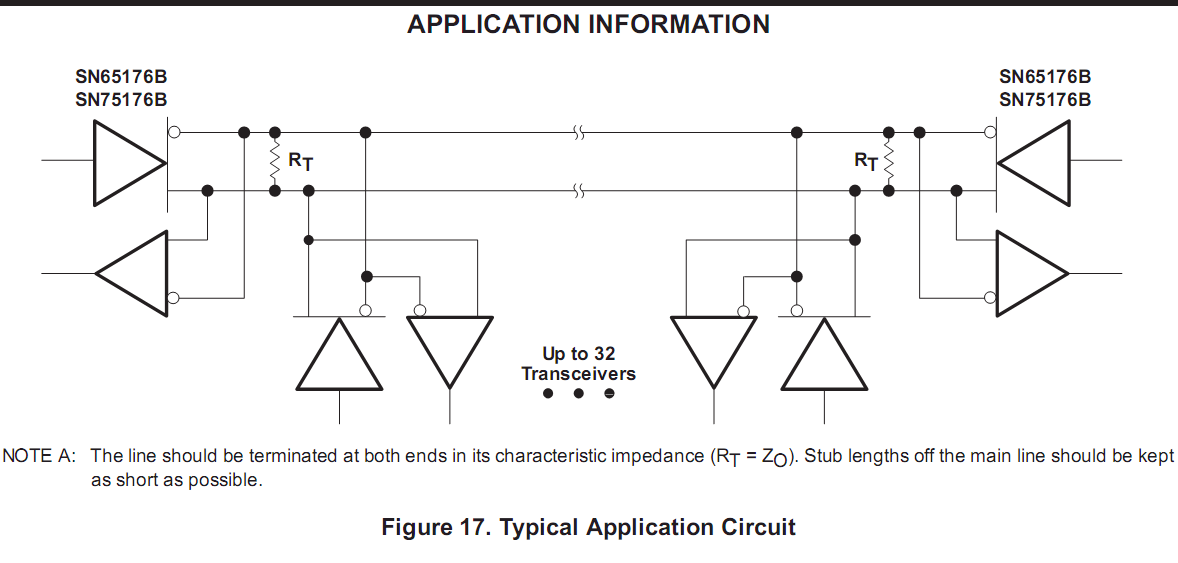 APPLICATION INFORMATION
SN65176B
SN75176B
SN65176B
SN75176B
RT
RT
Up to 32
Transceivers
NOTE A: The line should be terminated at both ends in its characteristic impedance (RT = ZO). Stub lengths off the main line should be kept
as short as possible.
Figure 17. Typical Application Circuit